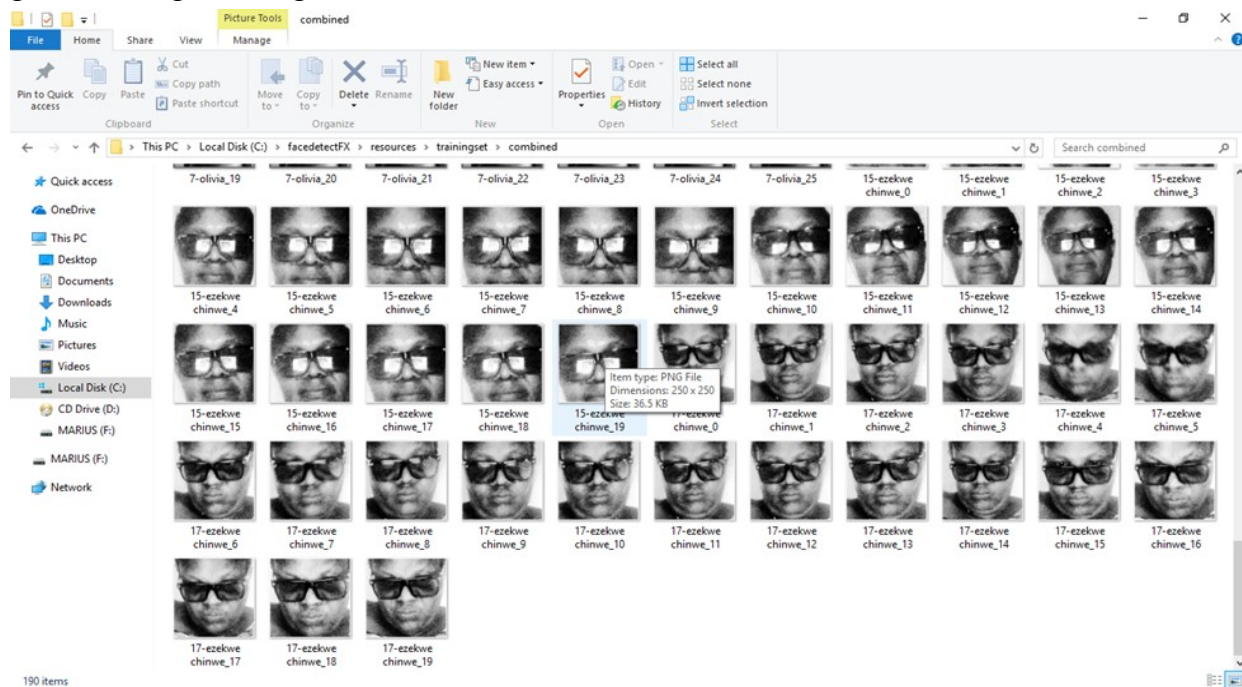 Picture Tools combined
File Home Share View Manage
Pin to Quick access
Copy
Paste
Cut
Copy path
Paste shortcut
Clipboard
Move to
Copy to
Delete
Rename
Organize
New folder
New item
Easy access
New
Properties
Open
Edit
History
Open
Select all
Select none
Invert selection
Select
This PC > Local Disk (C:) > facedetectFX > resources > trainingset > combined
Search combined
Quick access
OneDrive
This PC
Desktop
Documents
Downloads
Music
Pictures
Videos
Local Disk (C:)
CD Drive (D:)
MARIUS (F:)
MARIUS (F:)
Network
7-olivia_19 7-olivia_20 7-olivia_21 7-olivia_22 7-olivia_23 7-olivia_24 7-olivia_25 15-ezekwe 15-ezekwe 15-ezekwe 15-ezekwe
chinwe_0 chinwe_1 chinwe_2 chinwe_3
15-ezekwe 15-ezekwe 15-ezekwe 15-ezekwe 15-ezekwe 15-ezekwe 15-ezekwe 15-ezekwe 15-ezekwe 15-ezekwe 15-ezekwe
chinwe_4 chinwe_5 chinwe_6 chinwe_7 chinwe_8 chinwe_9 chinwe_10 chinwe_11 chinwe_12 chinwe_13 chinwe_14
Item type: PNG File
Dimensions: 250 x 250
Size: 36.5 KB
15-ezekwe 15-ezekwe 15-ezekwe 15-ezekwe 15-ezekwe 17-ezekwe 17-ezekwe 17-ezekwe 17-ezekwe 17-ezekwe 17-ezekwe
chinwe_15 chinwe_16 chinwe_17 chinwe_18 chinwe_19 chinwe_0 chinwe_1 chinwe_2 chinwe_3 chinwe_4 chinwe_5
17-ezekwe 17-ezekwe 17-ezekwe 17-ezekwe 17-ezekwe 17-ezekwe 17-ezekwe 17-ezekwe 17-ezekwe 17-ezekwe 17-ezekwe
chinwe_6 chinwe_7 chinwe_8 chinwe_9 chinwe_10 chinwe_11 chinwe_12 chinwe_13 chinwe_14 chinwe_15 chinwe_16
17-ezekwe 17-ezekwe 17-ezekwe
chinwe_17 chinwe_18 chinwe_19
190 items